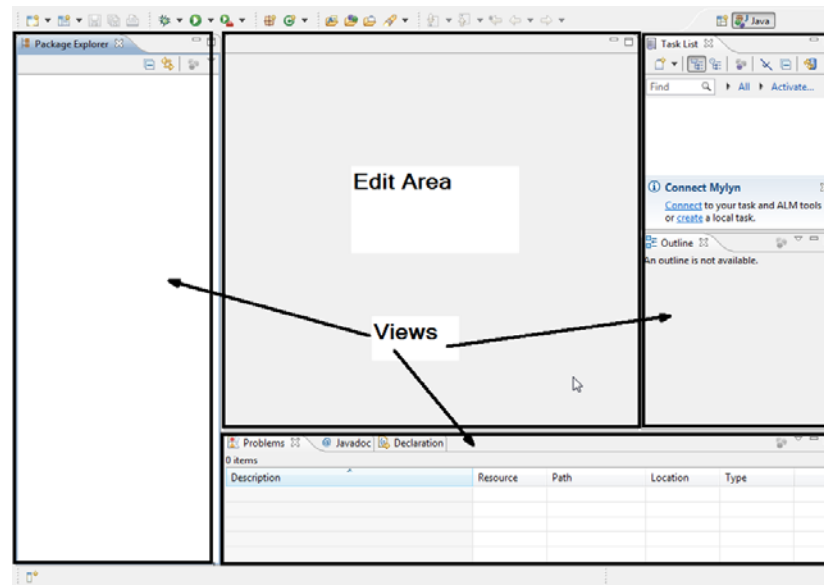 Java
Package Explorer
Task List
Find
All
Activate...
Edit Area
Connect Mylyn
Connect to your task and ALM tools
or create a local task.
Outline
An outline is not available.
Views
Problems
@ Javadoc
Declaration
0 items
Description
Resource
Path
Location
Type